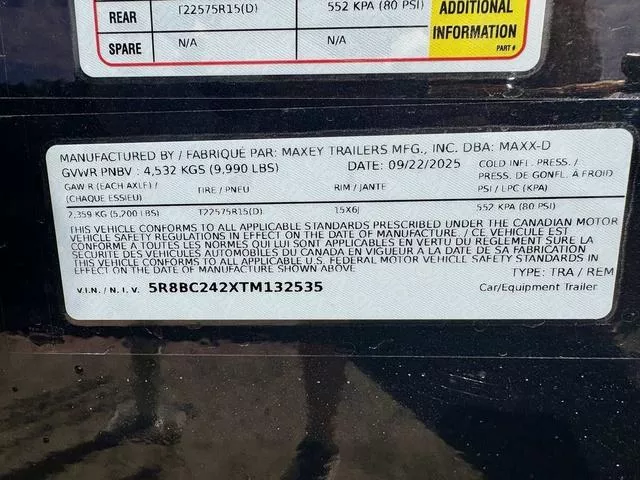 REAR T22575R15(D) 552 KPA (80 PSI)
SPARE N/A N/A
ADDITIONAL
INFORMATION
PART #
MANUFACTURED BY / FABRIQUÉ PAR: MAXEY TRAILERS MFG., INC. DBA: MAXX-D
GVWR PNBV : 4,532 KGS (9,990 LBS) DATE: 09/22/2025 COLD INFL. PRESS. /
PRESS. DE GONFL. À FROID
GAWR (EACH AXLE) / TIRE / PNEU RIM / JANTE PSI / LPC (KPA)
(CHAQUE ESSIEU)
2,359 KG (5,200 LBS) T22575R15(D) 15X6J 552 KPA (80 PSI)
THIS VEHICLE CONFORMS TO ALL APPLICABLE STANDARDS PRESCRIBED UNDER THE CANADIAN MOTOR
VEHICLE SAFETY REGULATIONS IN EFFECT ON THE DATE OF MANUFACTURE. / CE VÉHICULE EST
CONFORME À TOUTES LES NORMES QUI LUI SONT APPLICABLES EN VERTU DU RÈGLEMENT SUR LA
SÉCURITÉ DES VÉHICULES AUTOMOBILES DU CANADA EN VIGUEUR À LA DATE DE SA FABRICATION
THIS VEHICLE CONFORMS TO ALL APPLICABLE U.S. FEDERAL MOTOR VEHICLE SAFETY STANDARDS IN
EFFECT ON THE DATE OF MANUFACTURE SHOWN ABOVE
TYPE: TRA / REM
V.I.N. / N.I.V. 5R8BC242XTM132535 Car/Equipment Trailer